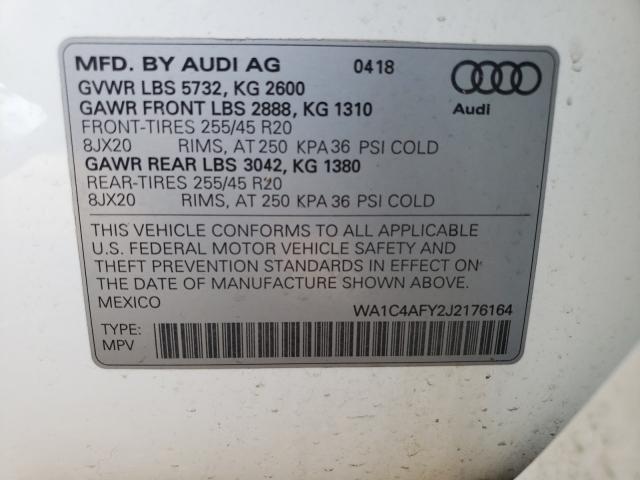 MFD. BY AUDI AG 0418
GVWR LBS 5732, KG 2600
GAWR FRONT LBS 2888, KG 1310
FRONT-TIRES 255/45 R20
8JX20 RIMS, AT 250 KPA 36 PSI COLD
GAWR REAR LBS 3042, KG 1380
REAR-TIRES 255/45 R20
8JX20 RIMS, AT 250 KPA 36 PSI COLD
Audi
THIS VEHICLE CONFORMS TO ALL APPLICABLE
U.S. FEDERAL MOTOR VEHICLE SAFETY AND
THEFT PREVENTION STANDARDS IN EFFECT ON
THE DATE OF MANUFACTURE SHOWN ABOVE.
MEXICO WA1C4AFY2J2176164
TYPE:
MPV